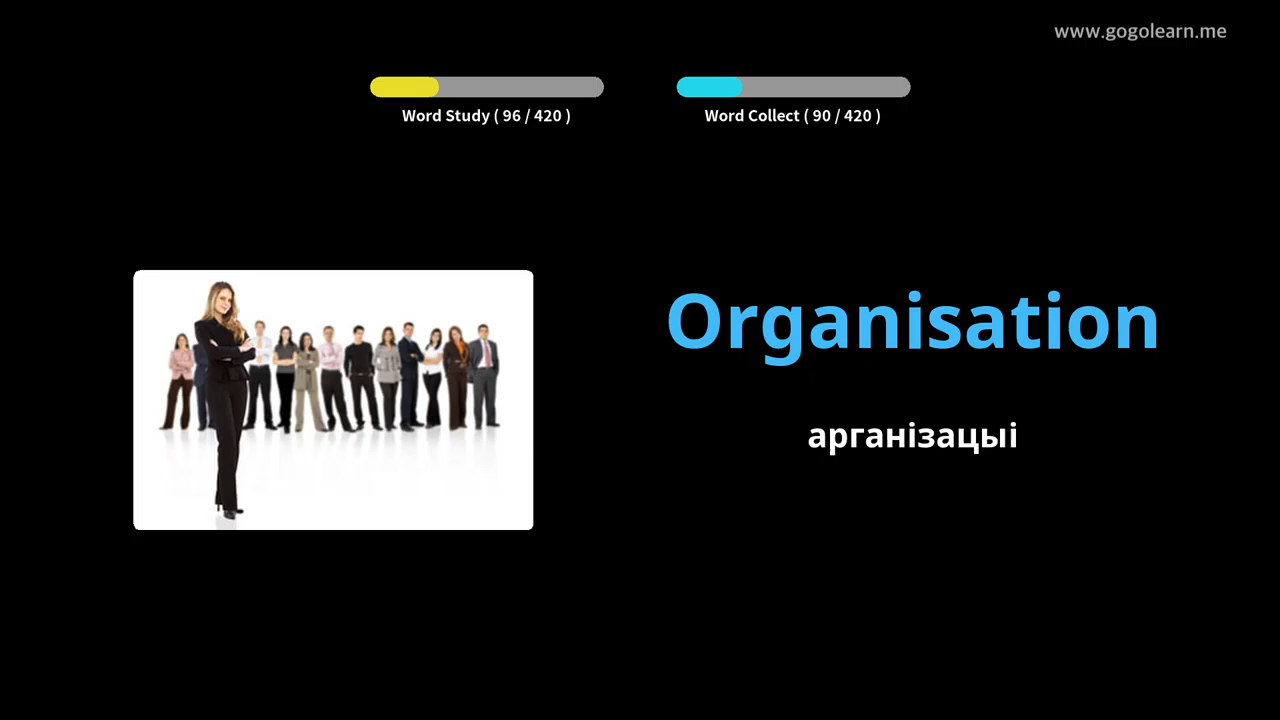 www.gogolearn.me
Word Study ( 96 / 420 )
Word Collect ( 90 / 420 )
Organisation
арганізацыі